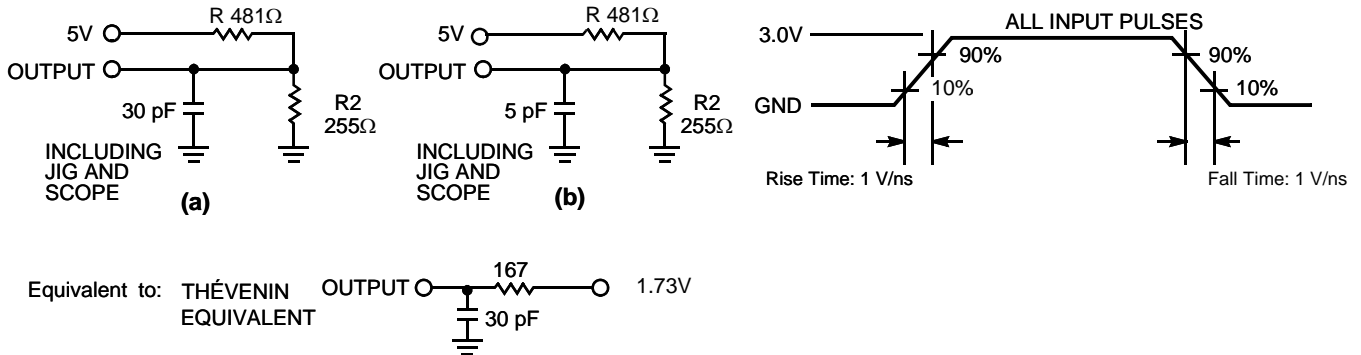 R 481Ω
5V
OUTPUT
30 pF
R2
255Ω
INCLUDING
JIG AND
SCOPE
(a)
R 481Ω
5V
OUTPUT
5 pF
R2
255Ω
INCLUDING
JIG AND
SCOPE
(b)
ALL INPUT PULSES
3.0V
90%
10%
GND
90%
10%
Rise Time: 1 V/ns
Fall Time: 1 V/ns
Equivalent to: THÉVENIN
EQUIVALENT
OUTPUT
167
1.73V
30 pF